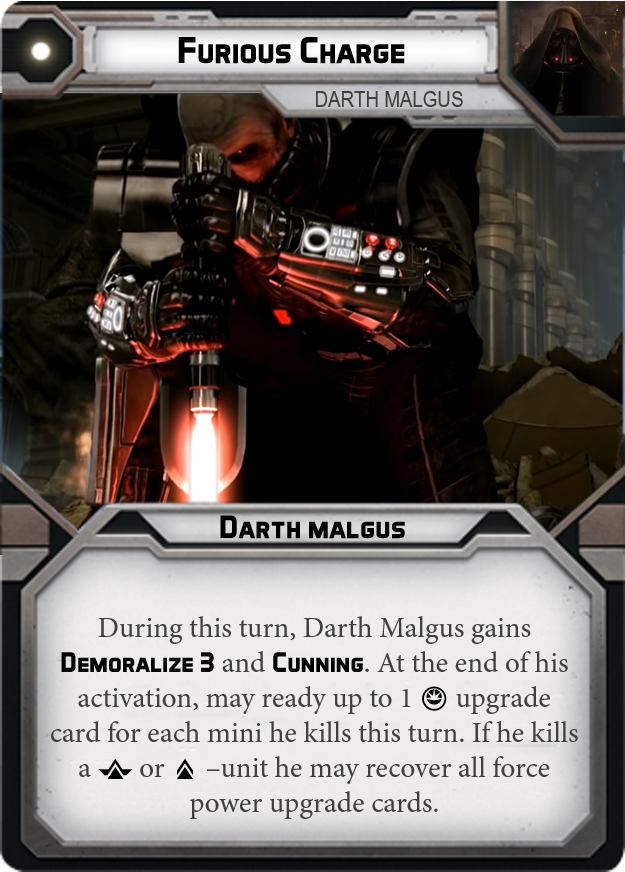 Furious Charge
DARTH MALGUS
Darth malgus
During this turn, Darth Malgus gains
Demoralize 3 and Cunning. At the end of his
activation, may ready up to 1 upgrade
card for each mini he kills this turn. If he kills
a or –unit he may recover all force
power upgrade cards.